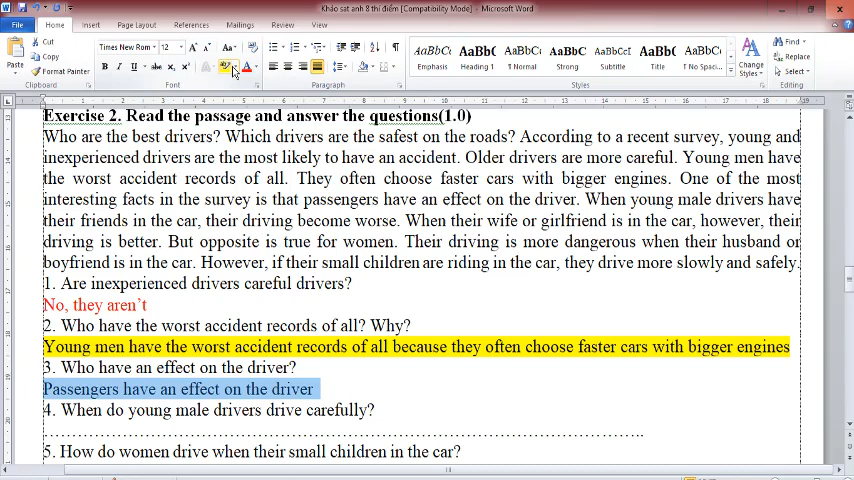 Khảo sat anh 8 thí điểm [Compatibility Mode] - Microsoft Word
File Home Insert Page Layout References Mailings Review View
Cut
Copy
Format Painter
Paste
Clipboard
Times New Rom 12
Font
Paragraph
AaBbCc AaBbC AaBbCc AaBbCc AaBbCcI AaBb( AaBbCc
Emphasis Heading 1 Normal Strong Subtitle Title No Spaci...
Change Styles
Styles
Find
Replace
Select
Editing
Exercise 2. Read the passage and answer the questions(1.0)
Who are the best drivers? Which drivers are the safest on the roads? According to a recent survey, young and
inexperienced drivers are the most likely to have an accident. Older drivers are more careful. Young men have
the worst accident records of all. They often choose faster cars with bigger engines. One of the most
interesting facts in the survey is that passengers have an effect on the driver. When young male drivers have
their friends in the car, their driving become worse. When their wife or girlfriend is in the car, however, their
driving is better. But opposite is true for women. Their driving is more dangerous when their husband or
boyfriend is in the car. However, if their small children are riding in the car, they drive more slowly and safely.
1. Are inexperienced drivers careful drivers?
No, they aren't
2. Who have the worst accident records of all? Why?
Young men have the worst accident records of all because they often choose faster cars with bigger engines
3. Who have an effect on the driver?
Passengers have an effect on the driver
4. When do young male drivers drive carefully?
……………………………………………………………………………..
5. How do women drive when their small children in the car?